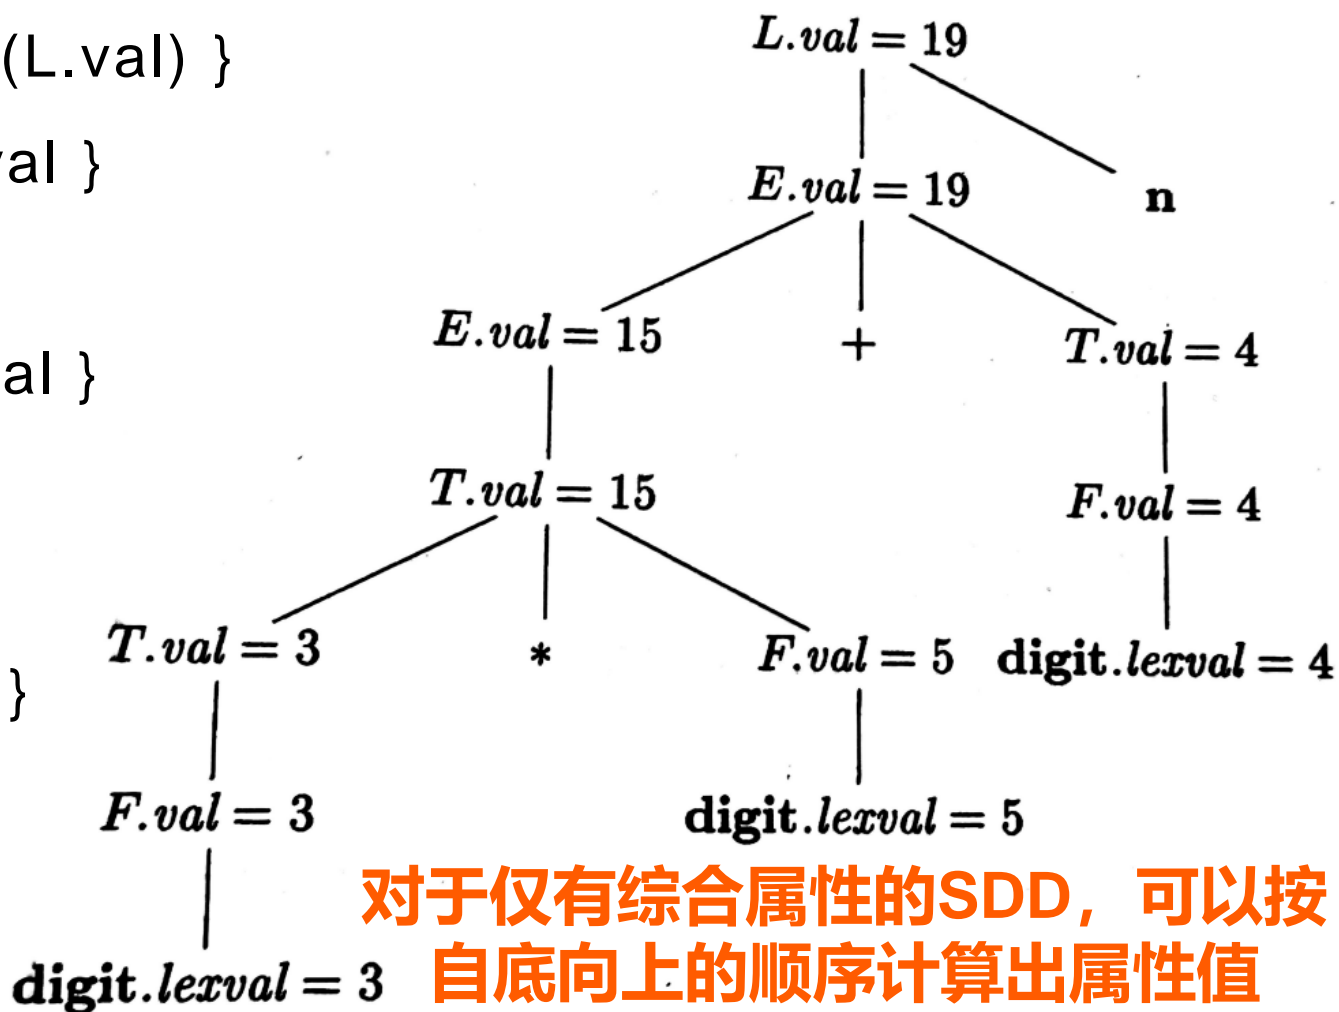 (L.val) }
val }
al }
}
L.val = 19
E.val = 19
n
E.val = 15
+
T.val = 4
T.val = 15
F.val = 4
T.val = 3
*
F.val = 5
digit.lexval = 4
F.val = 3
digit.lexval = 5
digit.lexval = 3
对于仅有综合属性的SDD，可以按
自底向上的顺序计算出属性值